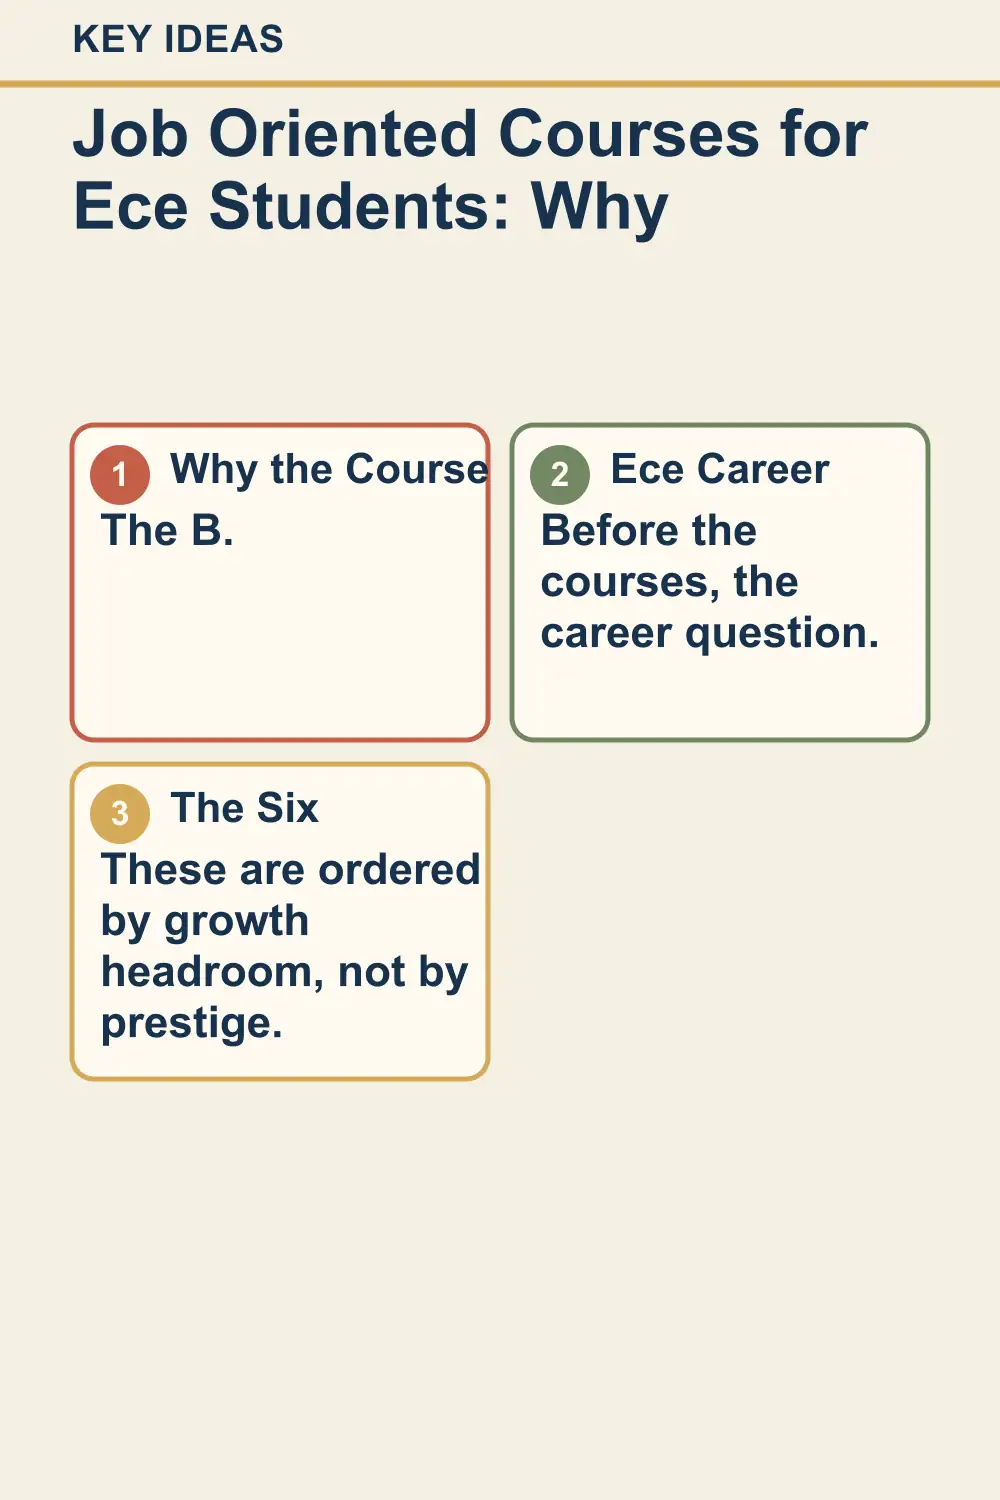 KEY IDEAS
Job Oriented Courses for
Ece Students: Why
1 Why the Course
The B.
2 Ece Career
Before the
courses, the
career question.
3 The Six
These are ordered
by growth
headroom, not by
prestige.